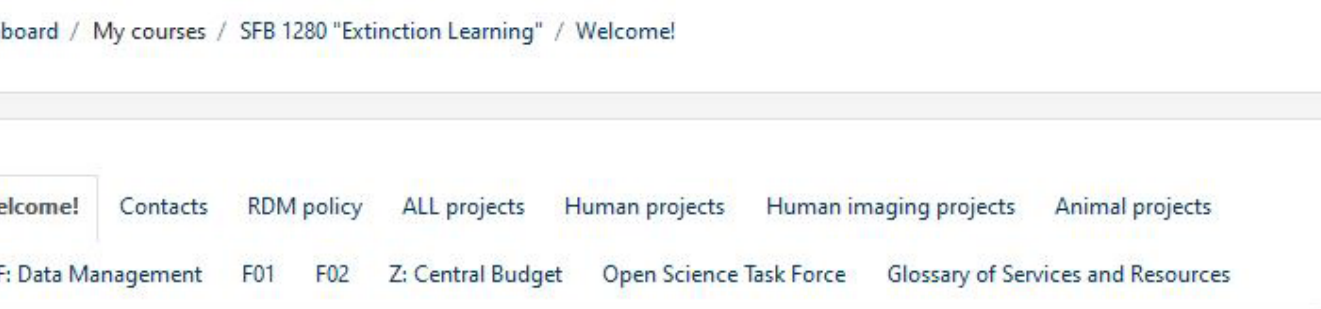 board / My courses / SFB 1280 "Extinction Learning" / Welcome!
elcome! Contacts RDM policy ALL projects Human projects Human imaging projects Animal projects
F: Data Management F01 F02 Z: Central Budget Open Science Task Force Glossary of Services and Resources